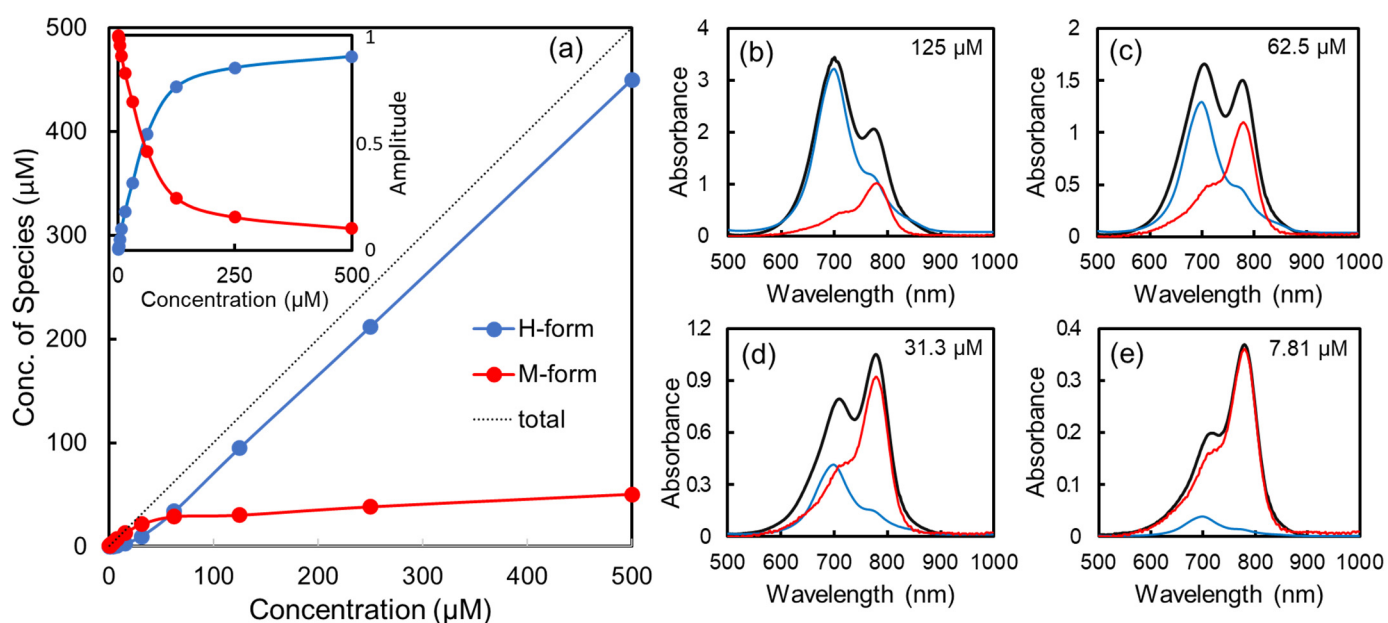 (a)
Conc. of Species (µM)
500
400
300
200
100
0
0 100 200 300 400 500
Concentration (µM)
H-form
M-form
total
1
0.5
0
Amplitude
0 250 500
Concentration (µM)
(b) 125 µM
Absorbance
4
3
2
1
0
500 600 700 800 900 1000
Wavelength (nm)
(c) 62.5 µM
Absorbance
2
1.5
1
0.5
0
500 600 700 800 900 1000
Wavelength (nm)
(d) 31.3 µM
Absorbance
1.2
0.9
0.6
0.3
0
500 600 700 800 900 1000
Wavelength (nm)
(e) 7.81 µM
Absorbance
0.4
0.3
0.2
0.1
0
500 600 700 800 900 1000
Wavelength (nm)